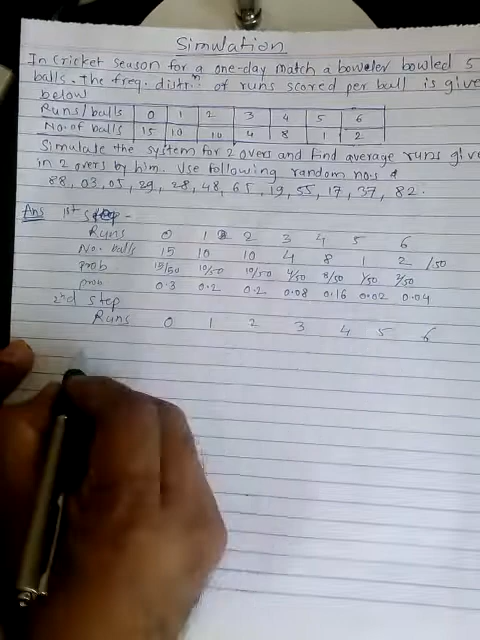 Simulation
In Cricket season for a one-day match a boweler bowled 5
balls. The freq. distrn of runs scored per ball is give
below
Runs/balls 0 1 2 3 4 5 6
No. of balls 15 10 10 4 8 1 2
Simulate the system for 2 overs and find average runs give
in 2 overs by him. Use following random no.s
88, 03, 05, 29, 28, 48, 65, 19, 55, 17, 37, 82.
Ans 1st step -
Runs 0 1 2 3 4 5 6
No. balls 15 10 10 4 8 1 2 /50
prob 15/50 10/50 10/50 4/50 8/50 1/50 2/50
prob 0.3 0.2 0.2 0.08 0.16 0.02 0.04
2nd step
Runs 0 1 2 3 4 5 6